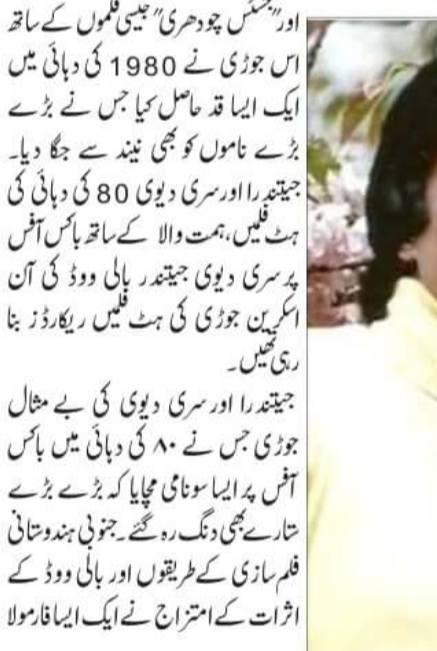 اور”جسٹس چودھری“جیسی فلموں کے ساتھ
اس جوڑی نے 1980 کی دہائی میں
ایک ایسا قد حاصل کیا جس نے بڑے
بڑے ناموں کو بھی نیند سے جگا دیا۔
جیتندرا اور سری دیوی 80 کی دہائی کی
ہٹ فلمیں،ہمت والا کے ساتھ باکس آفس
پر سری دیوی جیتندر بالی ووڈ کی آن
اسکرین جوڑی کی ہٹ فلمیں ریکارڈز بنا
رہی تھیں۔
جیتندرا اور سری دیوی کی بے مثال
جوڑی جس نے ۸۰ کی دہائی میں باکس
آفس پر ایسا سونامی مچایا کہ بڑے بڑے
ستارے بھی دنگ رہ گئے۔جنوبی ہندوستانی
فلم سازی کے طریقوں اور بالی ووڈ کے
اثرات کے امتزاج نے ایک ایسا فارمولا